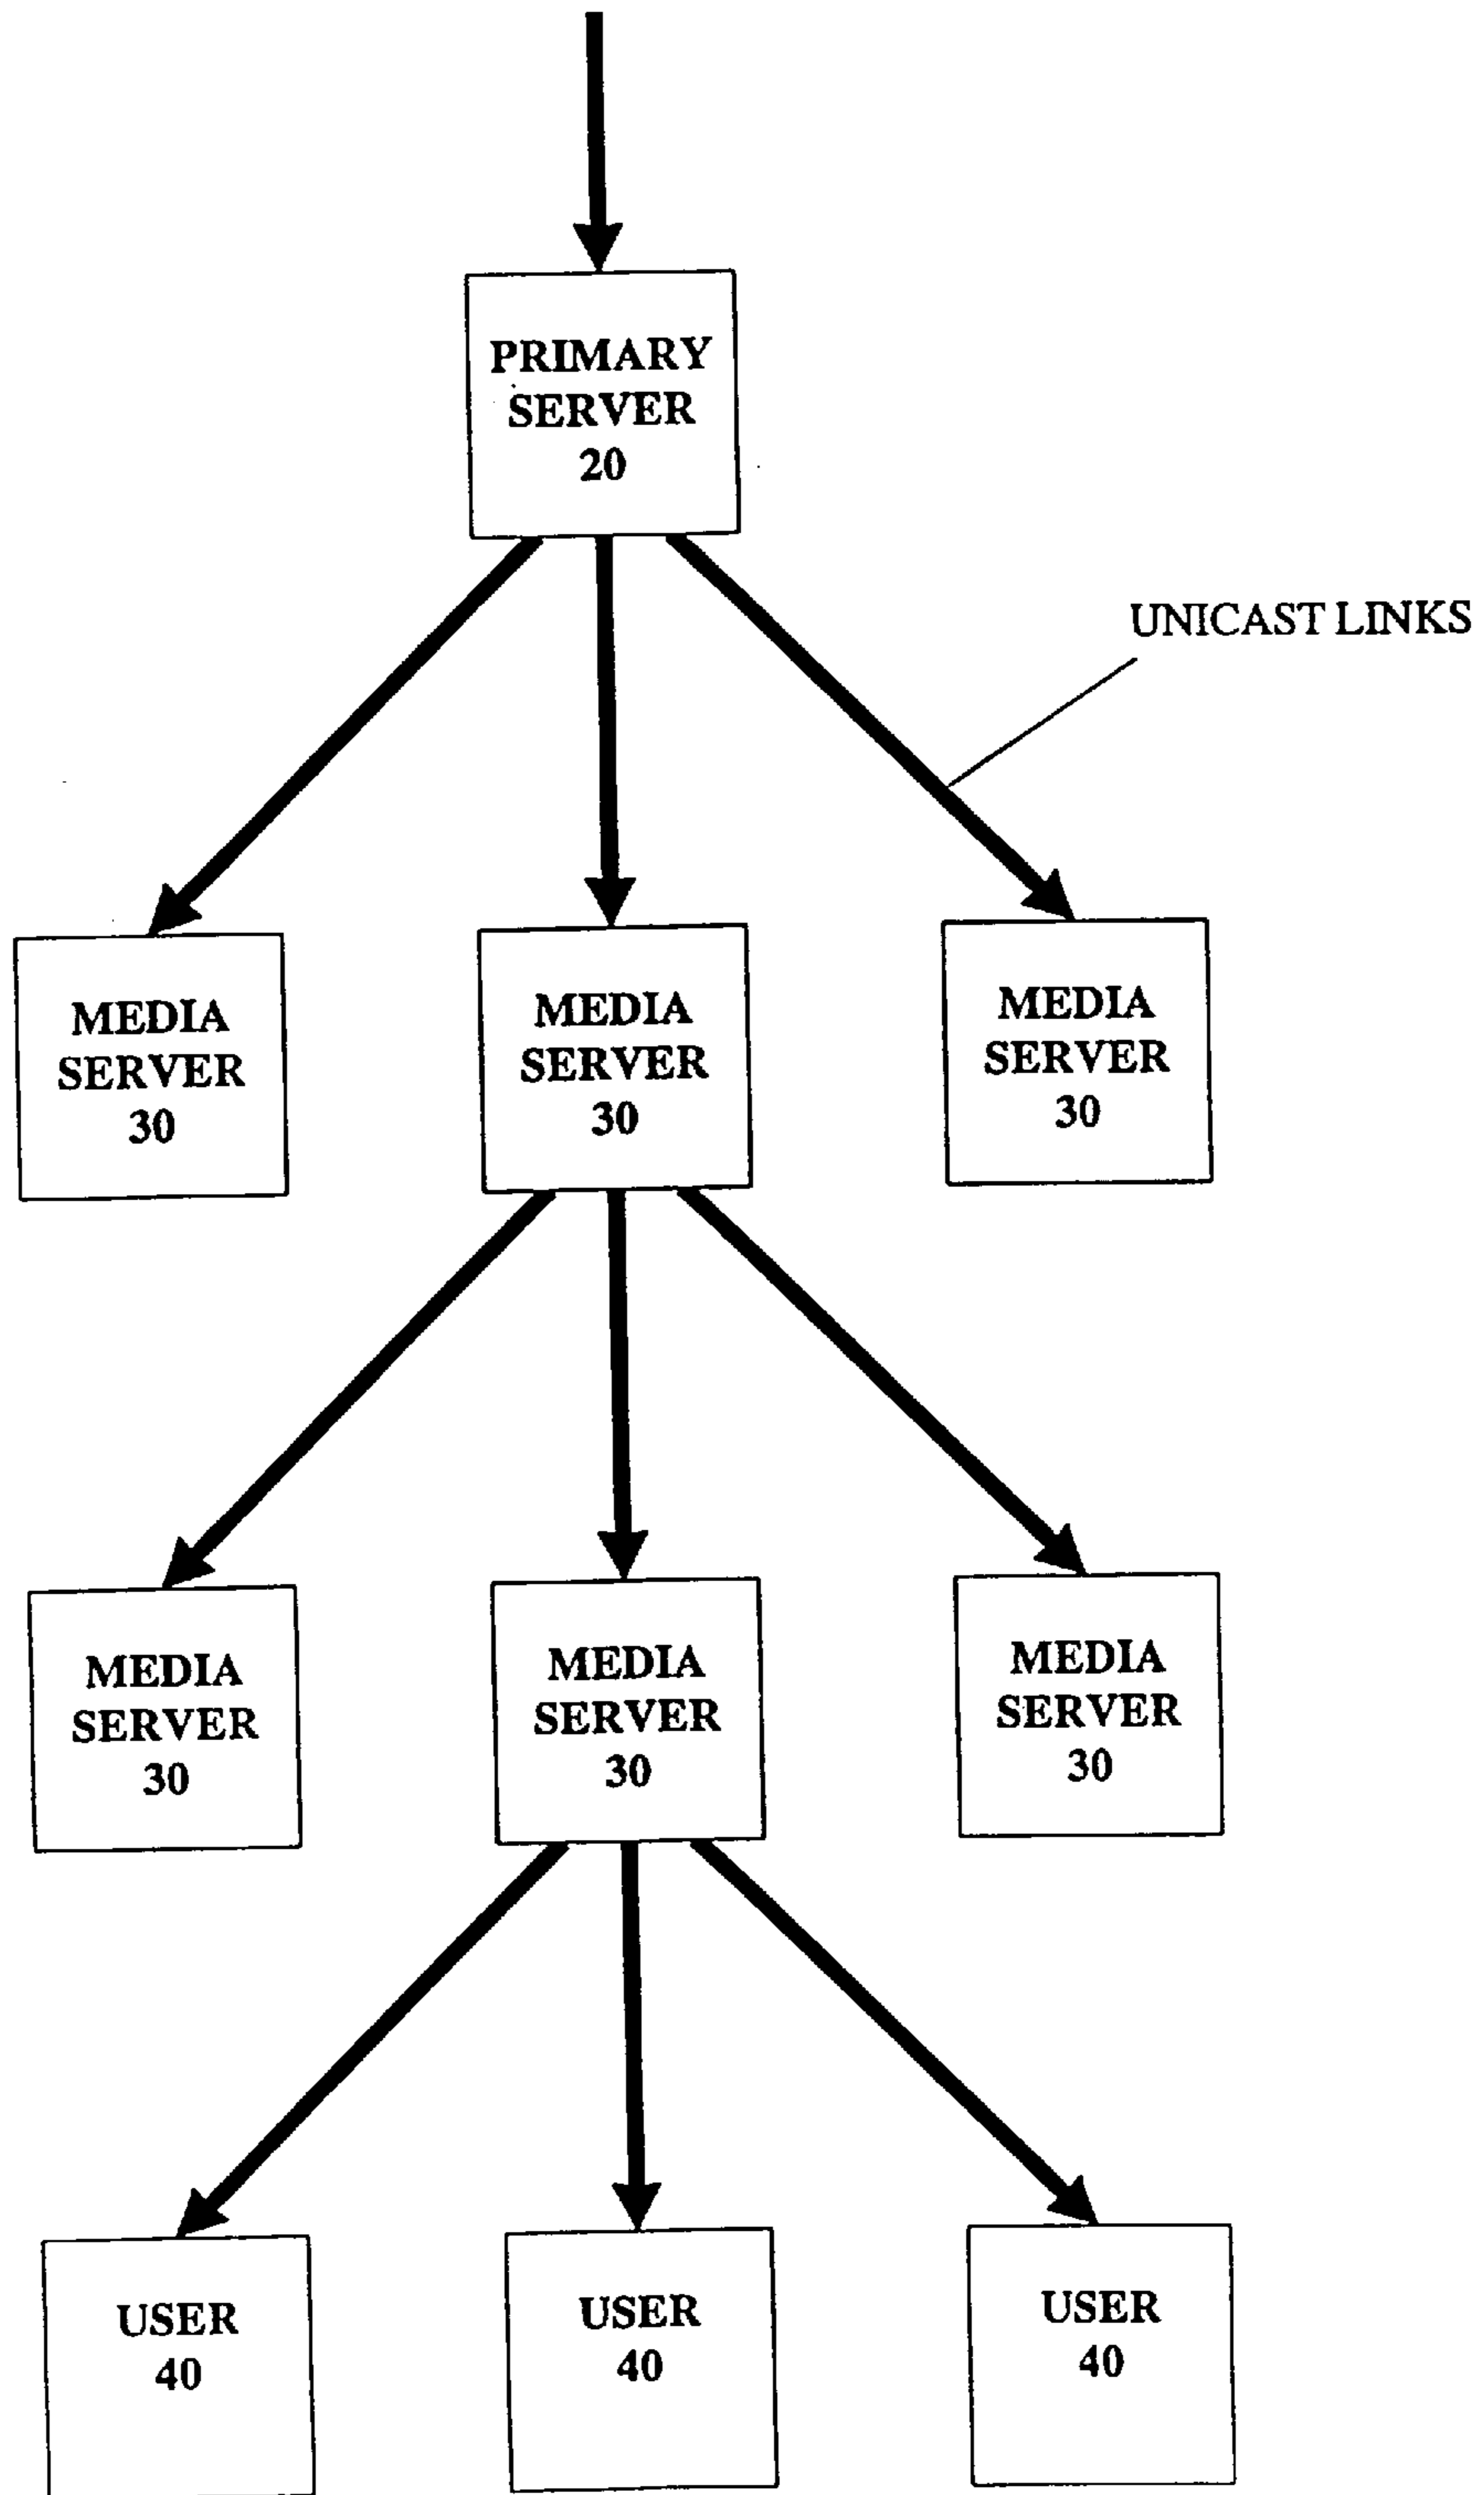 PRIMARY
SERVER
20
UNICAST LINKS
MEDIA
SERVER
30
MEDIA
SERVER
30
MEDIA
SERVER
30
MEDIA
SERVER
30
MEDIA
SERVER
30
MEDIA
SERVER
30
USER
40
USER
40
USER
40